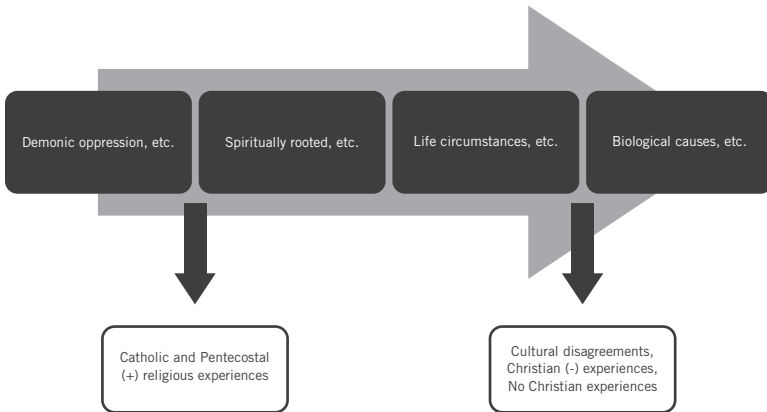 Demonic oppression, etc.
Spiritually rooted, etc.
Life circumstances, etc.
Biological causes, etc.
Catholic and Pentecostal
(+) religious experiences
Cultural disagreements,
Christian (-) experiences,
No Christian experiences